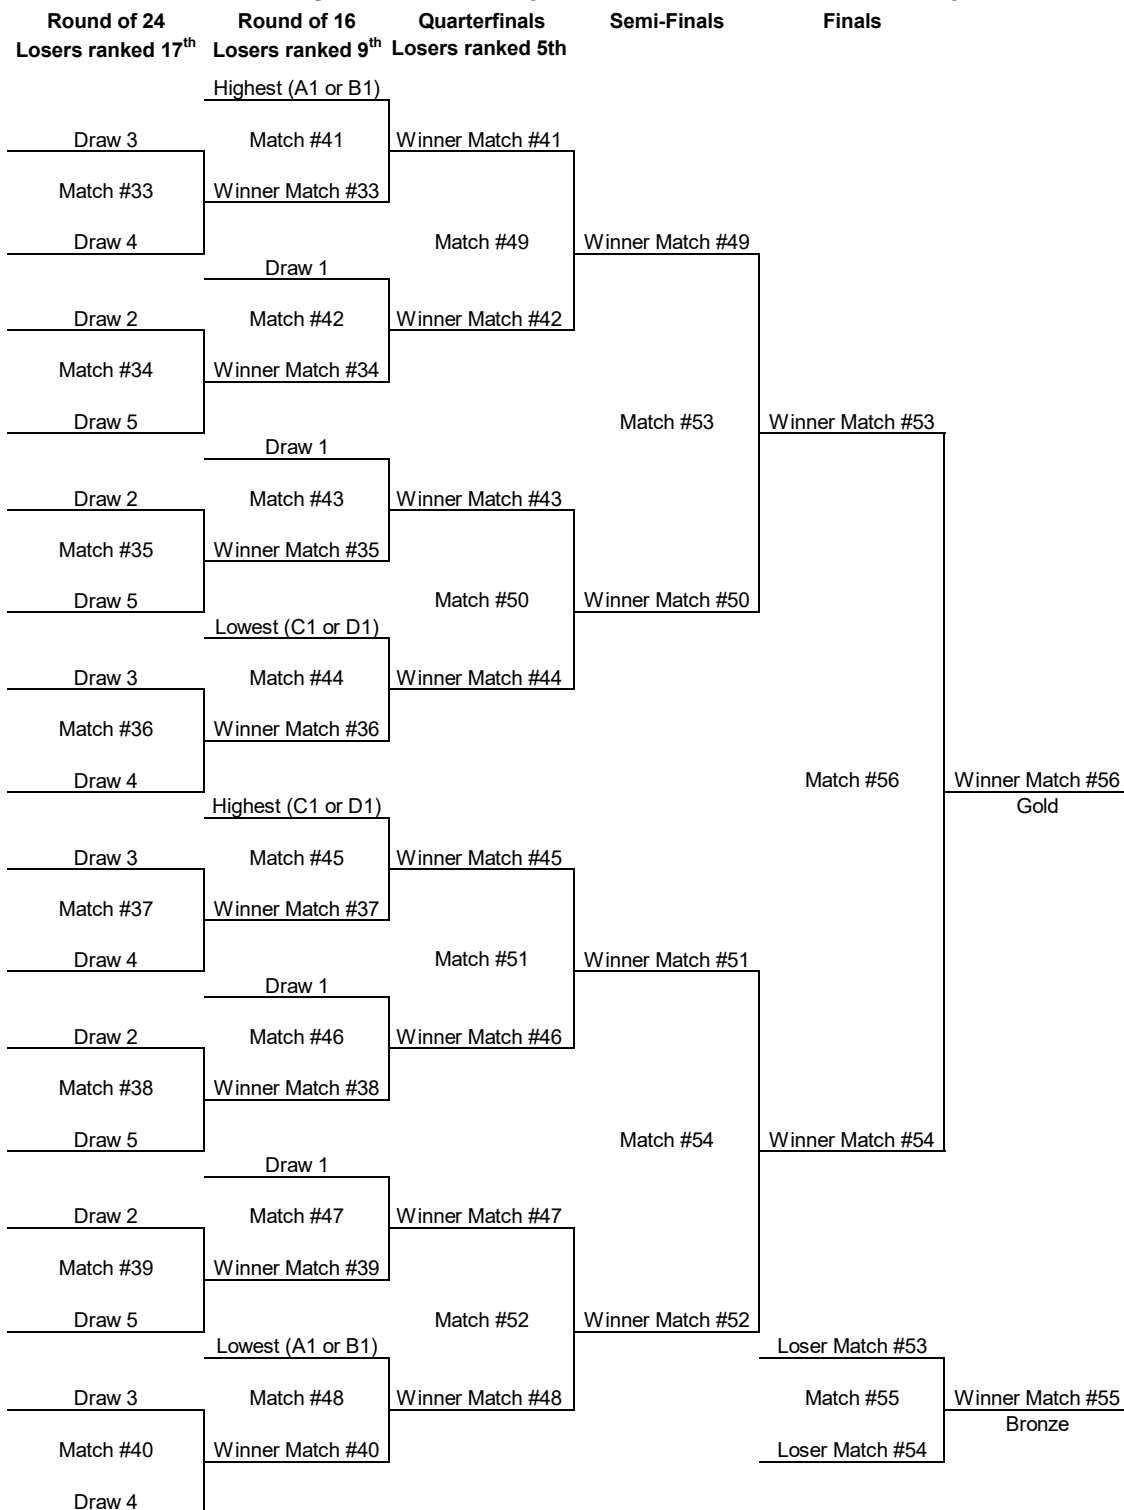 Round of 24 Round of 16 Quarterfinals Semi-Finals Finals
Losers ranked 17th Losers ranked 9th Losers ranked 5th
Highest (A1 or B1)
Draw 3 Match #41 Winner Match #41
Match #33 Winner Match #33
Draw 4 Match #49 Winner Match #49
Draw 1
Draw 2 Match #42 Winner Match #42
Match #34 Winner Match #34
Draw 5 Match #53 Winner Match #53
Draw 1
Draw 2 Match #43 Winner Match #43
Match #35 Winner Match #35
Draw 5 Match #50 Winner Match #50
Lowest (C1 or D1)
Draw 3 Match #44 Winner Match #44
Match #36 Winner Match #36
Draw 4 Match #56 Winner Match #56
Highest (C1 or D1) Gold
Draw 3 Match #45 Winner Match #45
Match #37 Winner Match #37
Draw 4 Match #51 Winner Match #51
Draw 1
Draw 2 Match #46 Winner Match #46
Match #38 Winner Match #38
Draw 5 Match #54 Winner Match #54
Draw 1
Draw 2 Match #47 Winner Match #47
Match #39 Winner Match #39
Draw 5 Match #52 Winner Match #52
Lowest (A1 or B1) Loser Match #53
Draw 3 Match #48 Winner Match #48 Match #55 Winner Match #55
Bronze
Match #40 Winner Match #40 Loser Match #54
Draw 4